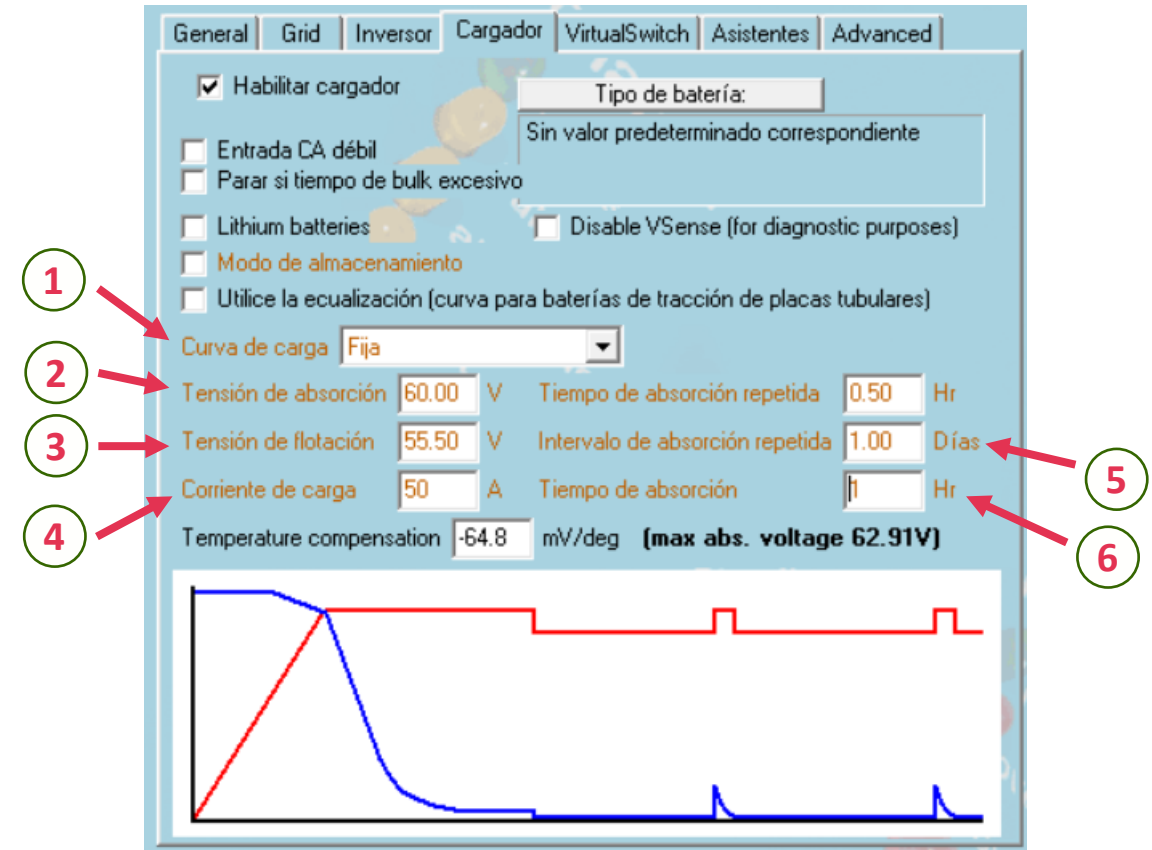 General Grid Inversor Cargador VirtualSwitch Asistentes Advanced
Habilitar cargador
Tipo de batería:
Sin valor predeterminado correspondiente
Entrada CA débil
Parar si tiempo de bulk excesivo
Lithium batteries Disable VSense (for diagnostic purposes)
Modo de almacenamiento
1
Utilice la ecualización (curva para baterías de tracción de placas tubulares)
Curva de carga Fija
2
Tensión de absorción 60.00 V Tiempo de absorción repetida 0.50 Hr
3
Tensión de flotación 55.50 V Intervalo de absorción repetida 1.00 Días
5
Corriente de carga 50 A Tiempo de absorción 1 Hr
4
Temperature compensation -64.8 mV/deg (max abs. voltage 62.91V)
6